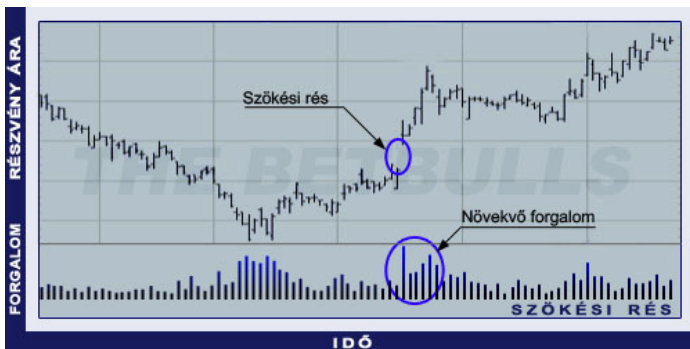 RÉSZVÉNY ÁRA
Szökési rés
THE BETBULLS
Növekvő forgalom
FORGALOM
SZÖKÉSI RÉS
IDŐ